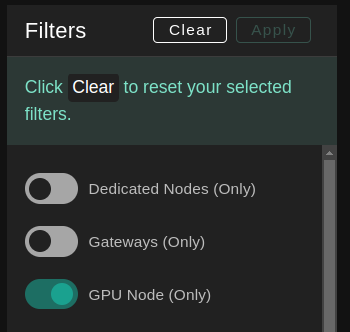 Filters
Clear
Apply
Click Clear to reset your selected
filters.
Dedicated Nodes (Only)
Gateways (Only)
GPU Node (Only)